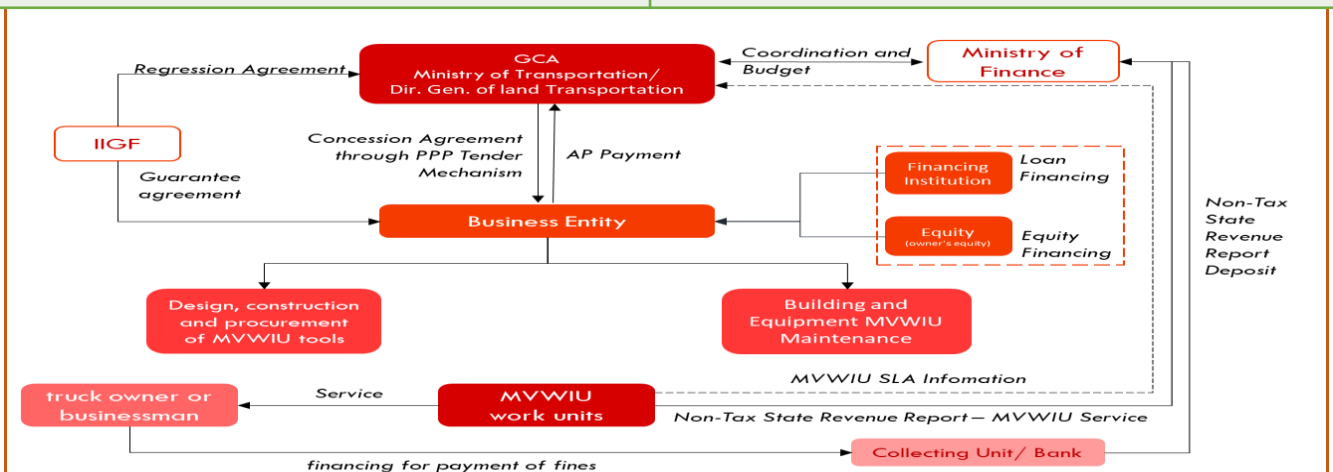 GCA
Ministry of Transportation/
Dir. Gen. of land Transportation
Coordination and
Budget
Ministry of
Finance
Regression Agreement
IIGF
Guarantee
agreement
Concession Agreement
through PPP Tender
Mechanism
AP Payment
Financing
Institution
Loan
Financing
Equity
(owner's equity)
Equity
Financing
Non-Tax
State
Revenue
Report
Deposit
Business Entity
Design, construction
and procurement
of MVWIU tools
Building and
Equipment MVWIU
Maintenance
MVWIU SLA Infomation
truck owner or
businessman
Service
MVWIU
work units
Non-Tax State Revenue Report— MVWIU Service
Collecting Unit/ Bank
financing for payment of fines